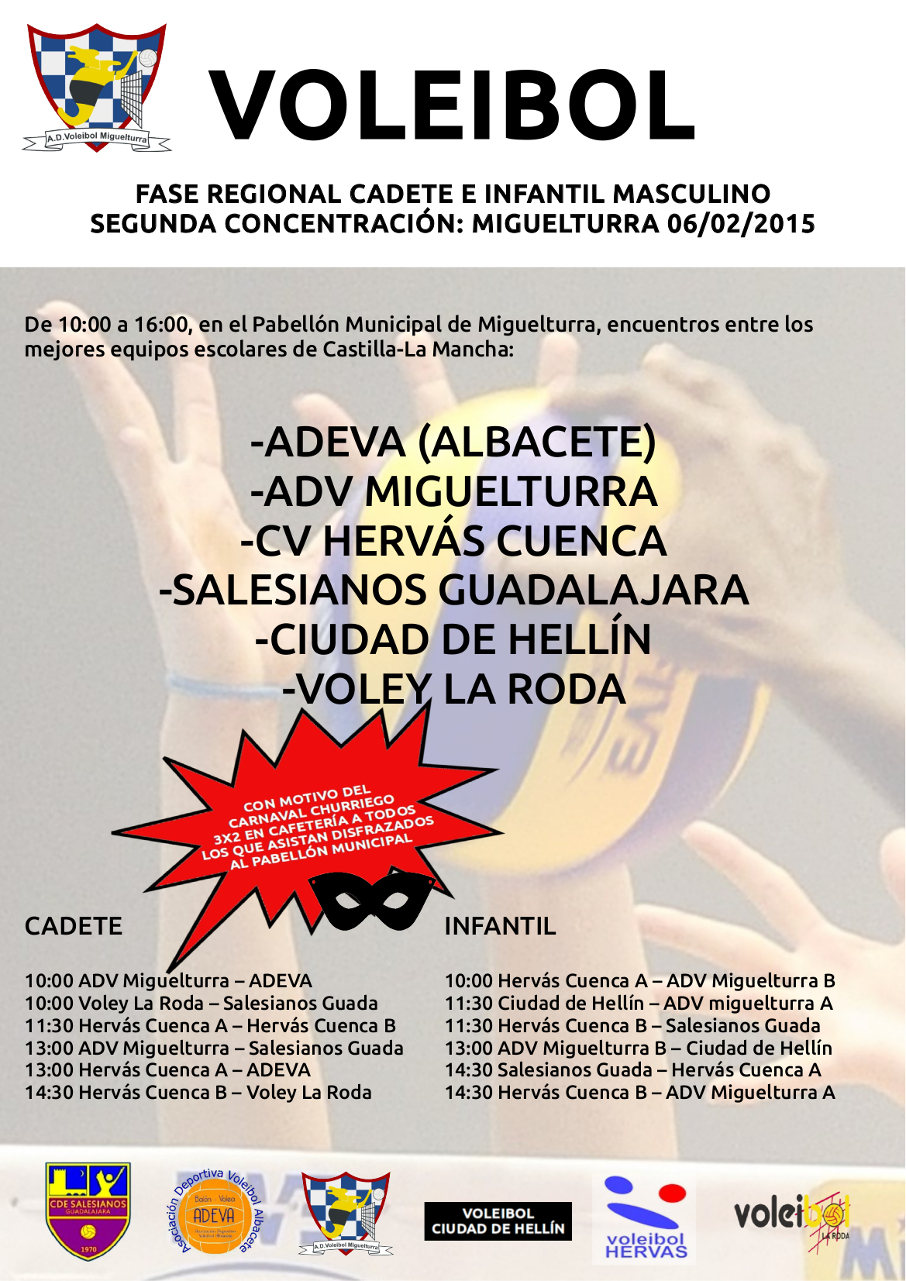 A.D.Voleibol Miguelturra
VOLEIBOL
FASE REGIONAL CADETE E INFANTIL MASCULINO
SEGUNDA CONCENTRACIÓN: MIGUELTURRA 06/02/2015
De 10:00 a 16:00, en el Pabellón Municipal de Miguelturra, encuentros entre los
mejores equipos escolares de Castilla-La Mancha:
-ADEVA (ALBACETE)
-ADV MIGUELTURRA
-CV HERVÁS CUENCA
-SALESIANOS GUADALAJARA
-CIUDAD DE HELLÍN
-VOLEY LA RODA
CON MOTIVO DEL
CARNAVAL CHURRIEGO
3X2 EN CAFETERÍA A TODOS
LOS QUE ASISTAN DISFRAZADOS
AL PABELLÓN MUNICIPAL
CADETE
10:00 ADV Miguelturra – ADEVA
10:00 Voley La Roda – Salesianos Guada
11:30 Hervás Cuenca A – Hervás Cuenca B
13:00 ADV Miguelturra – Salesianos Guada
13:00 Hervás Cuenca A – ADEVA
14:30 Hervás Cuenca B – Voley La Roda
INFANTIL
10:00 Hervás Cuenca A – ADV Miguelturra B
11:30 Ciudad de Hellín – ADV miguelturra A
11:30 Hervás Cuenca B – Salesianos Guada
13:00 ADV Miguelturra B – Ciudad de Hellín
14:30 Salesianos Guada – Hervás Cuenca A
14:30 Hervás Cuenca B – ADV Miguelturra A
CDE SALESIANOS
GUADALAJARA
1970
Asociación Deportiva Voleibol Albacete
Balón Volea
ADEVA
A.D.Voleibol Miguelturra
VOLEIBOL
CIUDAD DE HELLÍN
voleibol
HERVAS
voleibol
LA RODA